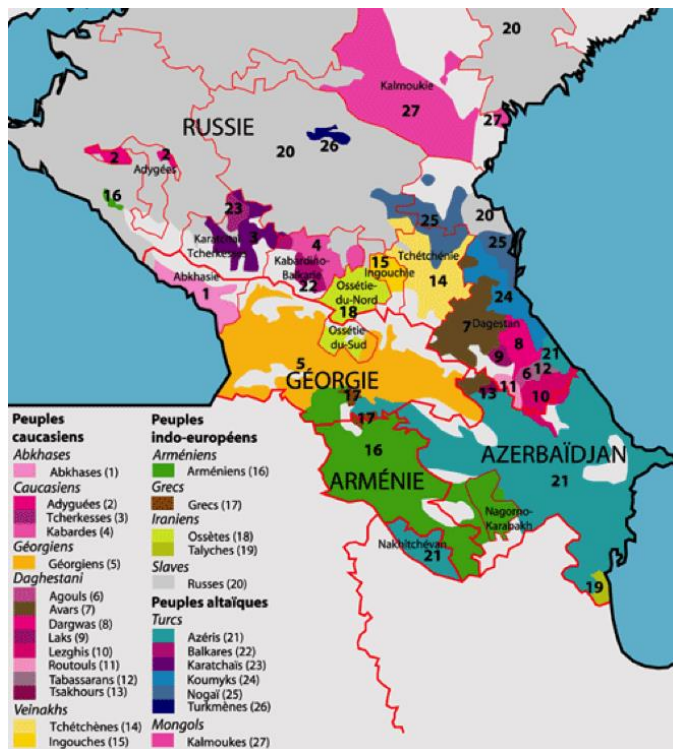 20
Kalmoukie
27
27
RUSSIE
20
26
2
2
Adygées
16
20
25
23
3
4
Karatchaï-
Tcherkesses
Kabardino-
Balkarie
22
15
Ingouchie
Tchétchénie
14
25
Abkhasie
1
Ossétie-
du-Nord
18
24
7 Dagestan
8
9
21
12
6
11
13
10
Ossétie
du-Sud
5
GÉORGIE
17
17
16
ARMÉNIE
AZERBAÏDJAN
21
Nagorno-
Karabakh
Nakhitchévan
21
19
Peuples
caucasiens
Abkhases
Abkhases (1)
Caucasiens
Adyguées (2)
Tcherkesses (3)
Kabardes (4)
Géorgiens
Géorgiens (5)
Daghestani
Agouls (6)
Avars (7)
Dargwas (8)
Laks (9)
Lezghis (10)
Routouls (11)
Tabassarans (12)
Tsakhours (13)
Veinakhs
Tchétchènes (14)
Ingouches (15)
Peuples
indo-européens
Arméniens
Arméniens (16)
Grecs
Grecs (17)
Iraniens
Ossètes (18)
Talyches (19)
Slaves
Russes (20)
Peuples altaïques
Turcs
Azéris (21)
Balkares (22)
Karatchaïs (23)
Koumyks (24)
Nogaï (25)
Turkmènes (26)
Mongols
Kalmoukes (27)